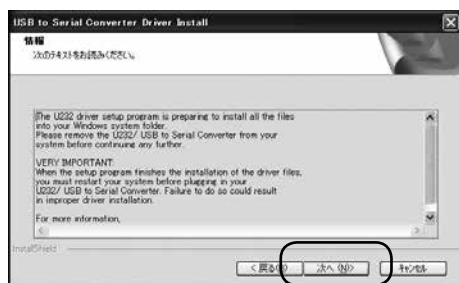 USB to Serial Converter Driver Install
情報
次のテキストをお読みください。
The U232 driver setup program is preparing to install all the files
into your Windows system folder.
Please remove the U232/ USB to Serial Converter from your
system before continuing any further.
VERY IMPORTANT:
When the setup program finishes the installation of the driver files,
you must restart your system before plugging in your
U232/ USB to Serial Converter. Failure to do so could result
in improper driver installation.
For more information,
InstallShield
< 戻る(B) 次へ (N)> キャンセル